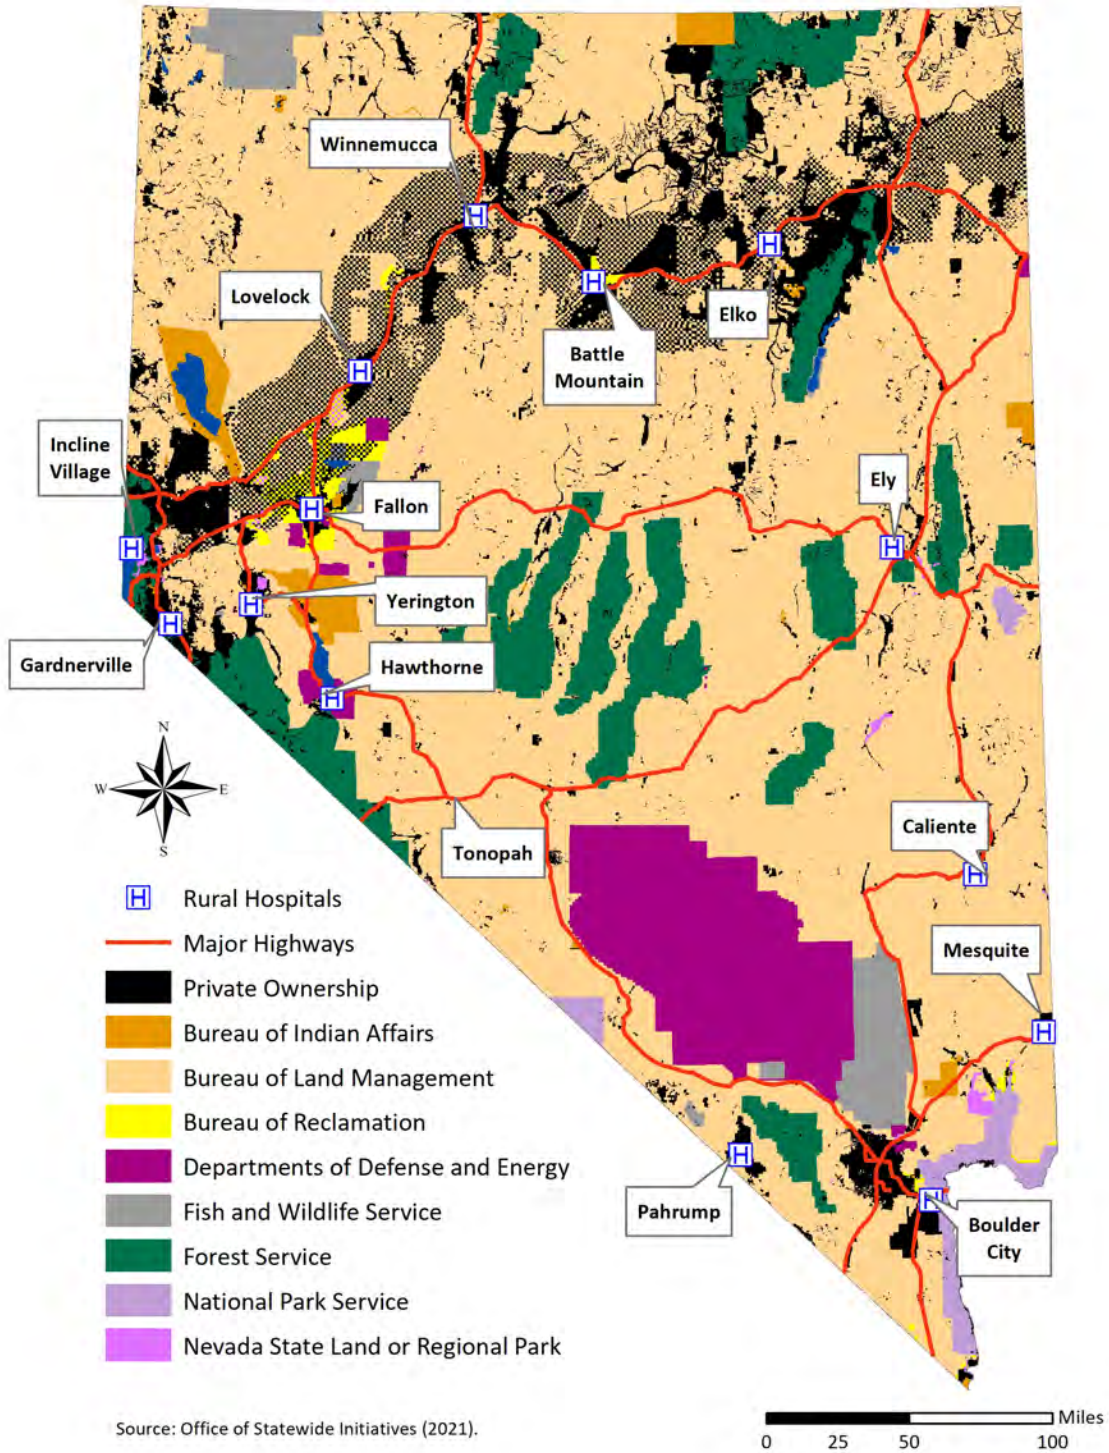 Winnemucca
Lovelock
Elko
Battle
Mountain
Incline
Village
Ely
Fallon
Yerington
Gardnerville
Hawthorne
N
W
E
S
Caliente
Tonopah
Mesquite
Pahrump
Boulder
City
H
H
H
H
H
H
H
H
H
H
H
H
H
H
H Rural Hospitals
Major Highways
Private Ownership
Bureau of Indian Affairs
Bureau of Land Management
Bureau of Reclamation
Departments of Defense and Energy
Fish and Wildlife Service
Forest Service
National Park Service
Nevada State Land or Regional Park
Source: Office of Statewide Initiatives (2021).
Miles
0 25 50 100